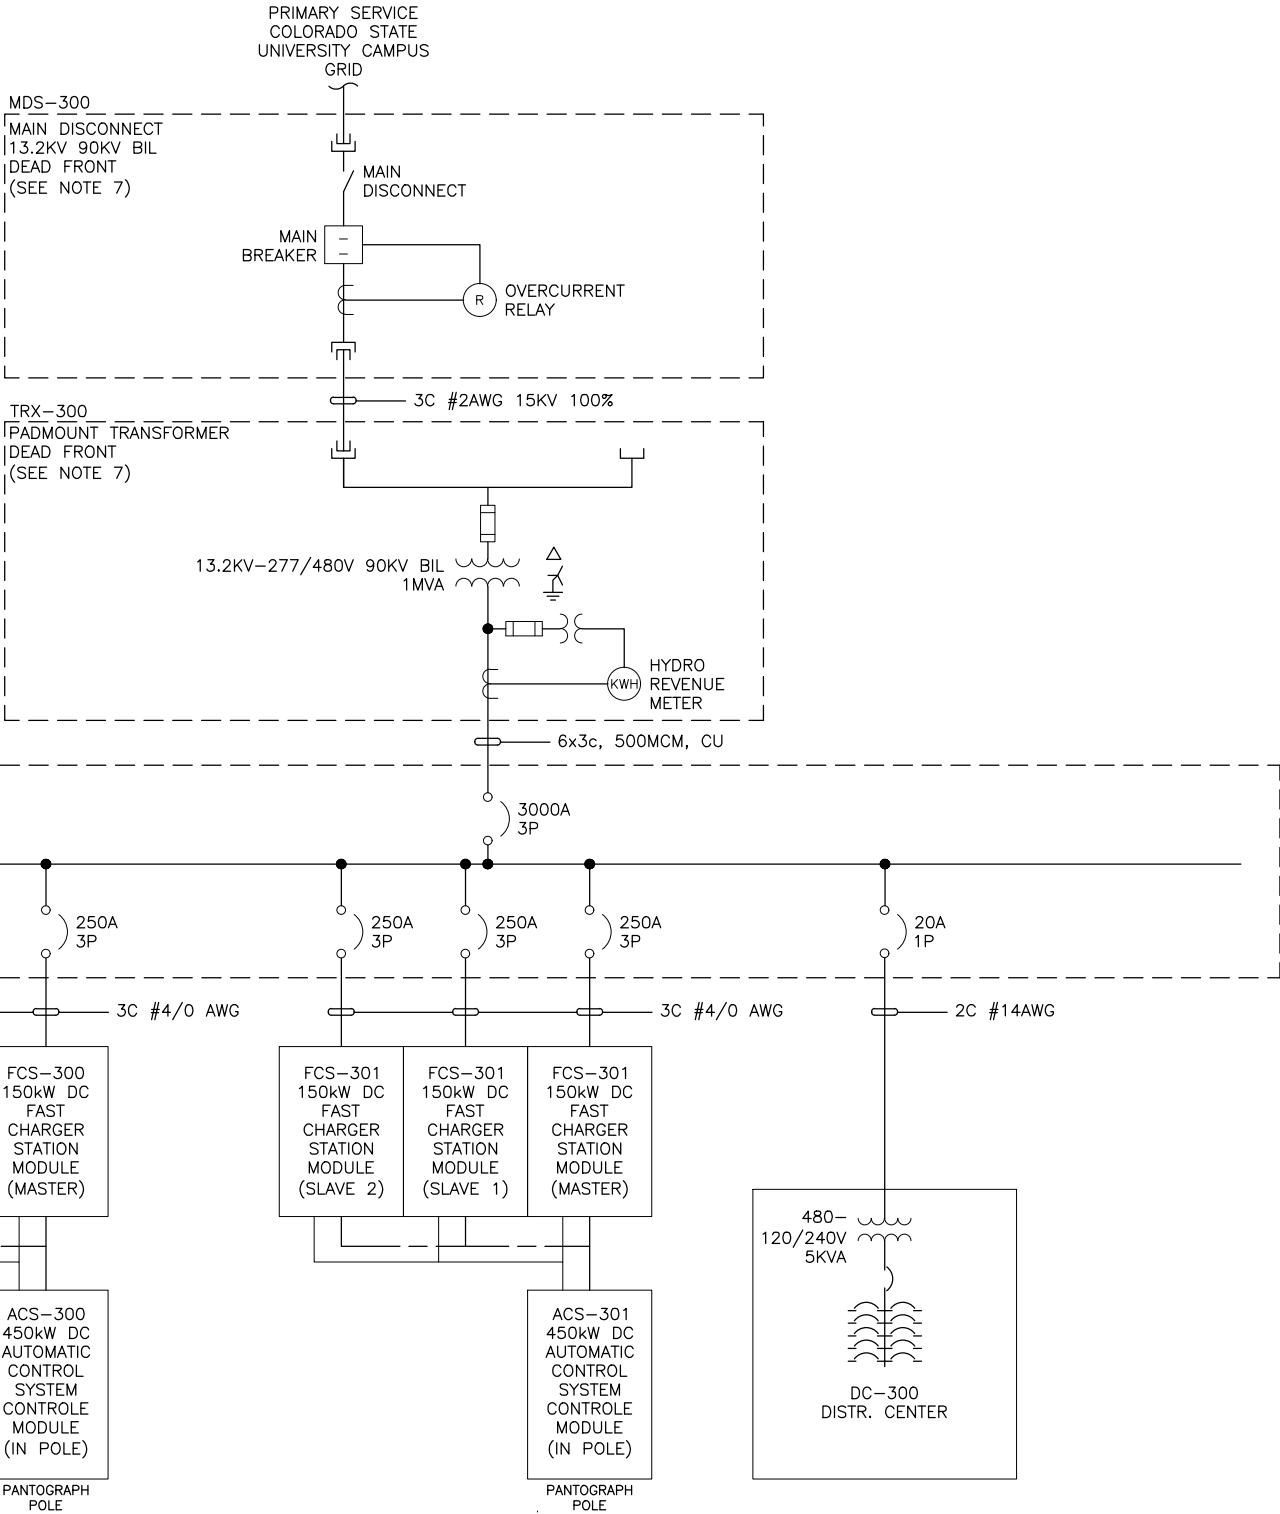 PRIMARY SERVICE
COLORADO STATE
UNIVERSITY CAMPUS
GRID
MDS-300
MAIN DISCONNECT
13.2KV 90KV BIL
DEAD FRONT
(SEE NOTE 7)
MAIN
DISCONNECT
MAIN
BREAKER
R
OVERCURRENT
RELAY
3C #2AWG 15KV 100%
TRX-300
PADMOUNT TRANSFORMER
DEAD FRONT
(SEE NOTE 7)
13.2KV-277/480V 90KV BIL
1MVA
KWH
HYDRO
REVENUE
METER
6x3c, 500MCM, CU
3000A
3P
250A
3P
250A
3P
250A
3P
250A
3P
20A
1P
3C #4/0 AWG
3C #4/0 AWG
2C #14AWG
FCS-300
150kW DC
FAST
CHARGER
STATION
MODULE
(MASTER)
FCS-301
150kW DC
FAST
CHARGER
STATION
MODULE
(SLAVE 2)
FCS-301
150kW DC
FAST
CHARGER
STATION
MODULE
(SLAVE 1)
FCS-301
150kW DC
FAST
CHARGER
STATION
MODULE
(MASTER)
480-
120/240V
5KVA
DC-300
DISTR. CENTER
ACS-300
450kW DC
AUTOMATIC
CONTROL
SYSTEM
CONTROLE
MODULE
(IN POLE)
PANTOGRAPH
POLE
ACS-301
450kW DC
AUTOMATIC
CONTROL
SYSTEM
CONTROLE
MODULE
(IN POLE)
PANTOGRAPH
POLE